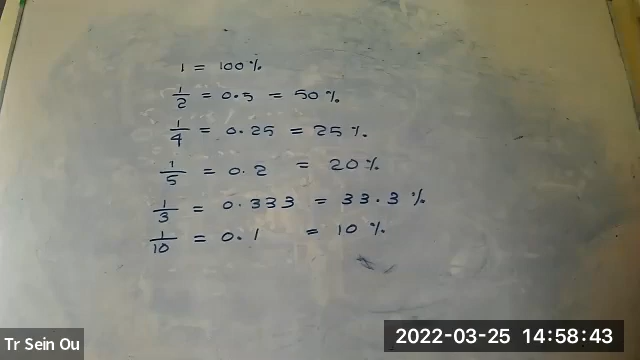 1 = 100 %
1/2 = 0.5 = 50 %
1/4 = 0.25 = 25 %
1/5 = 0.2 = 20 %
1/3 = 0.333 = 33.3 %
1/10 = 0.1 = 10 %
Tr Sein Ou
2022-03-25 14:58:43